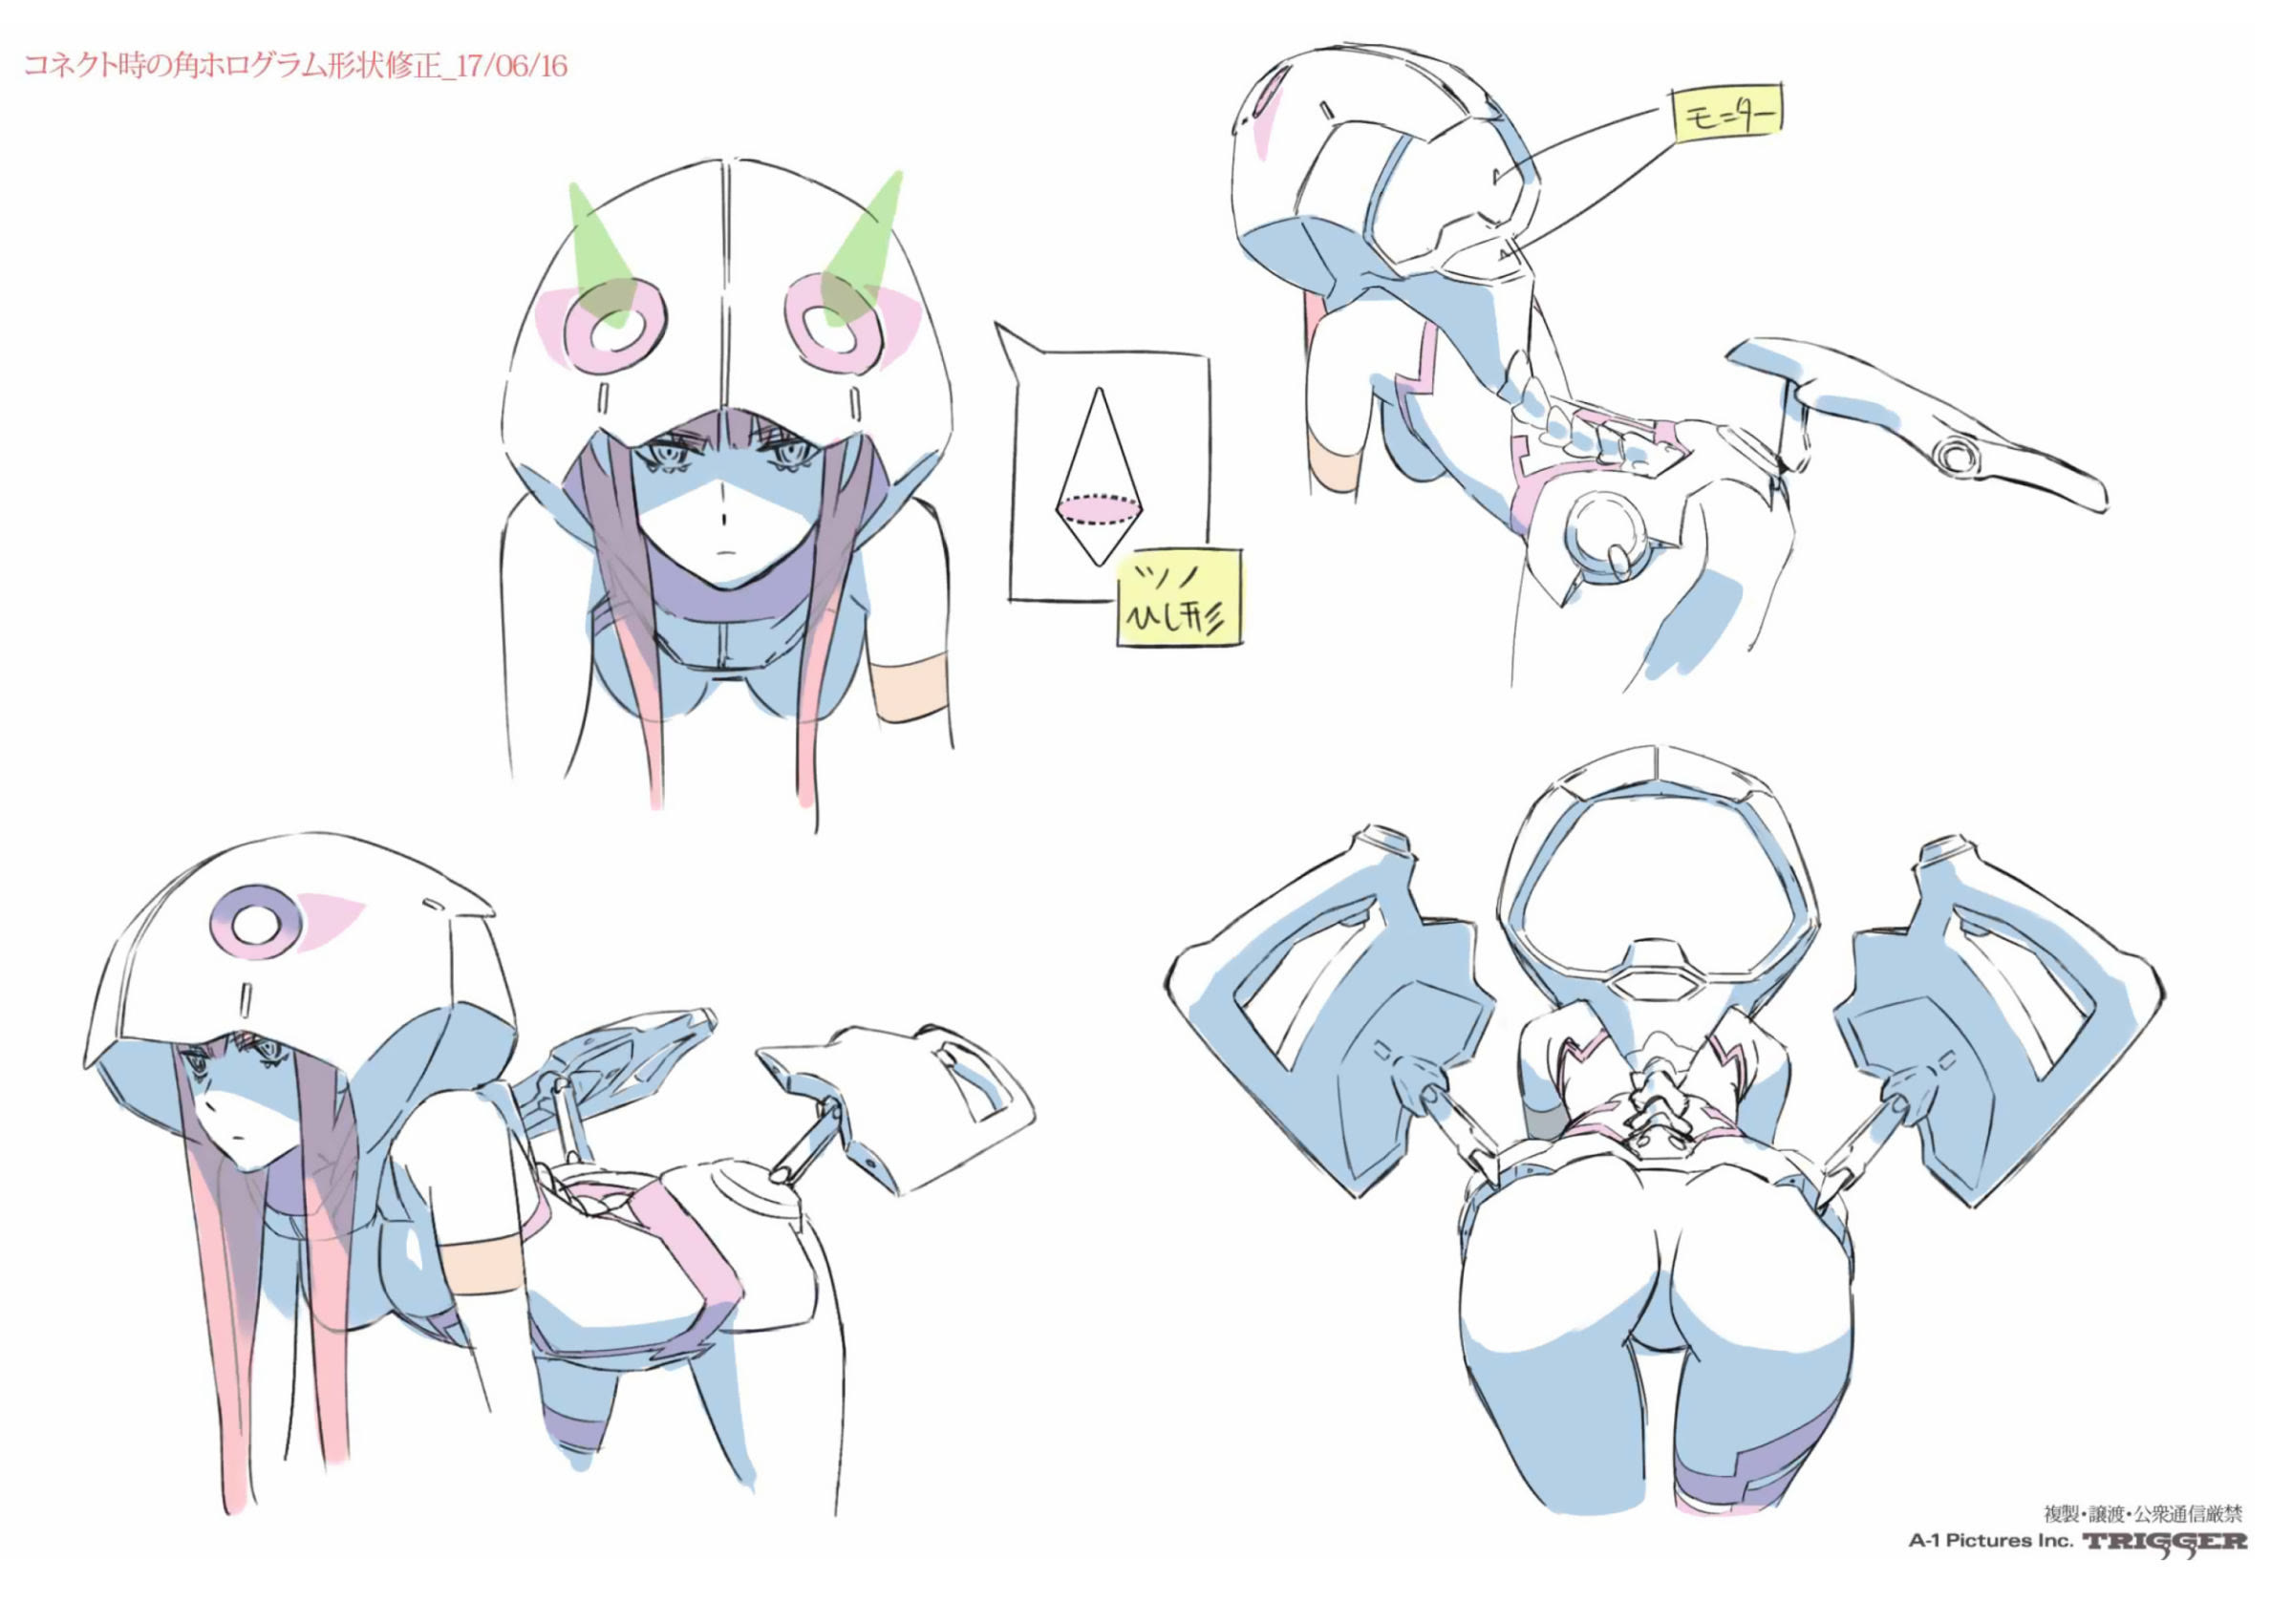 コネクト時の角ホログラム形状修正_17/06/16
モニター
ツノ
ひし形
複製・譲渡・公衆通信厳禁
A-1 Pictures Inc. TRIGGER